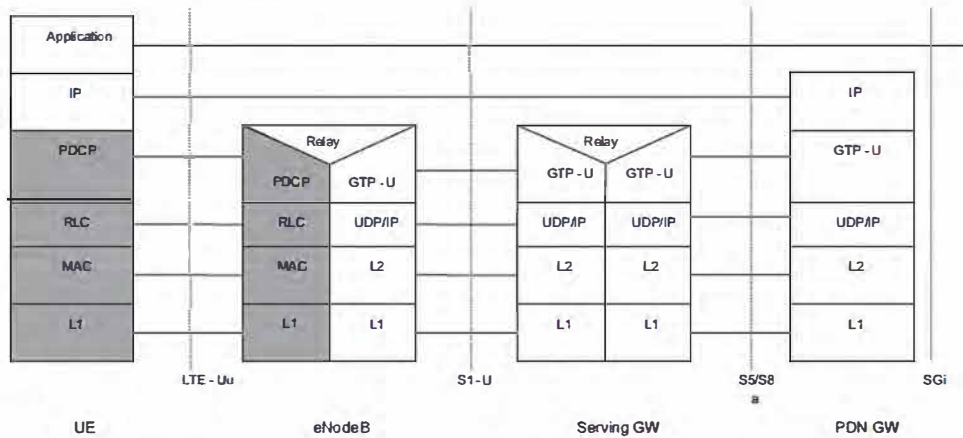 Application
IP
IP
PDCP
Relay
Relay
GTP - U
PDCP
GTP - U
GTP - U
GTP - U
RLC
RLC
UDP/IP
UDP/IP
UDP/IP
UDP/IP
MAC
MAC
L2
L2
L2
L2
L1
L1
L1
L1
L1
L1
LTE - Uu
S1 - U
S5/S8
a
SGi
UE
eNodeB
Serving GW
PDN GW